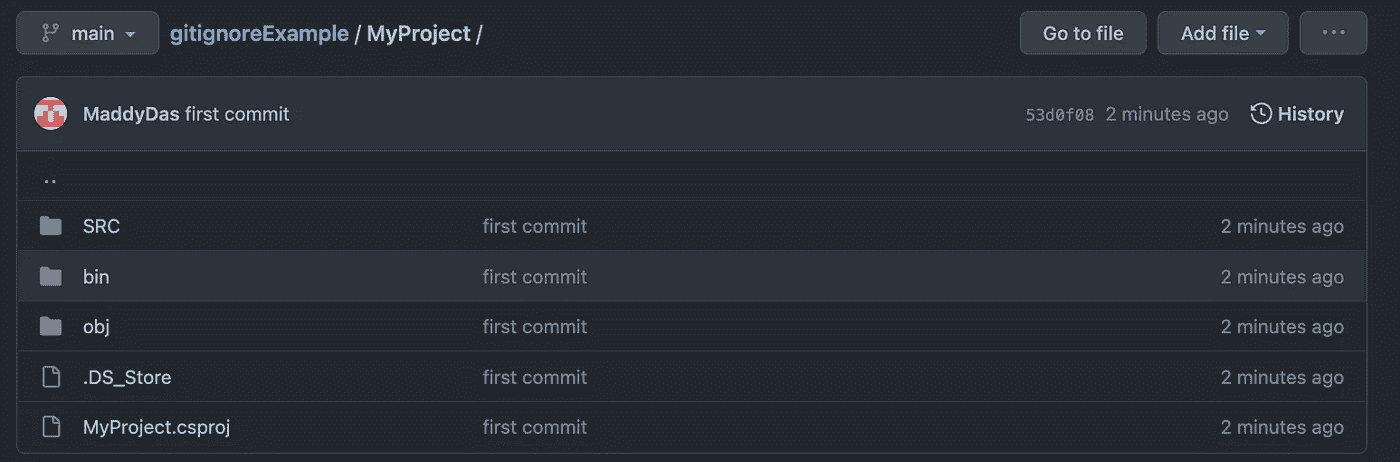 main gitignoreExample / MyProject / Go to file Add file ...
MaddyDas first commit 53d0f08 2 minutes ago History
..
SRC first commit 2 minutes ago
bin first commit 2 minutes ago
obj first commit 2 minutes ago
.DS_Store first commit 2 minutes ago
MyProject.csproj first commit 2 minutes ago